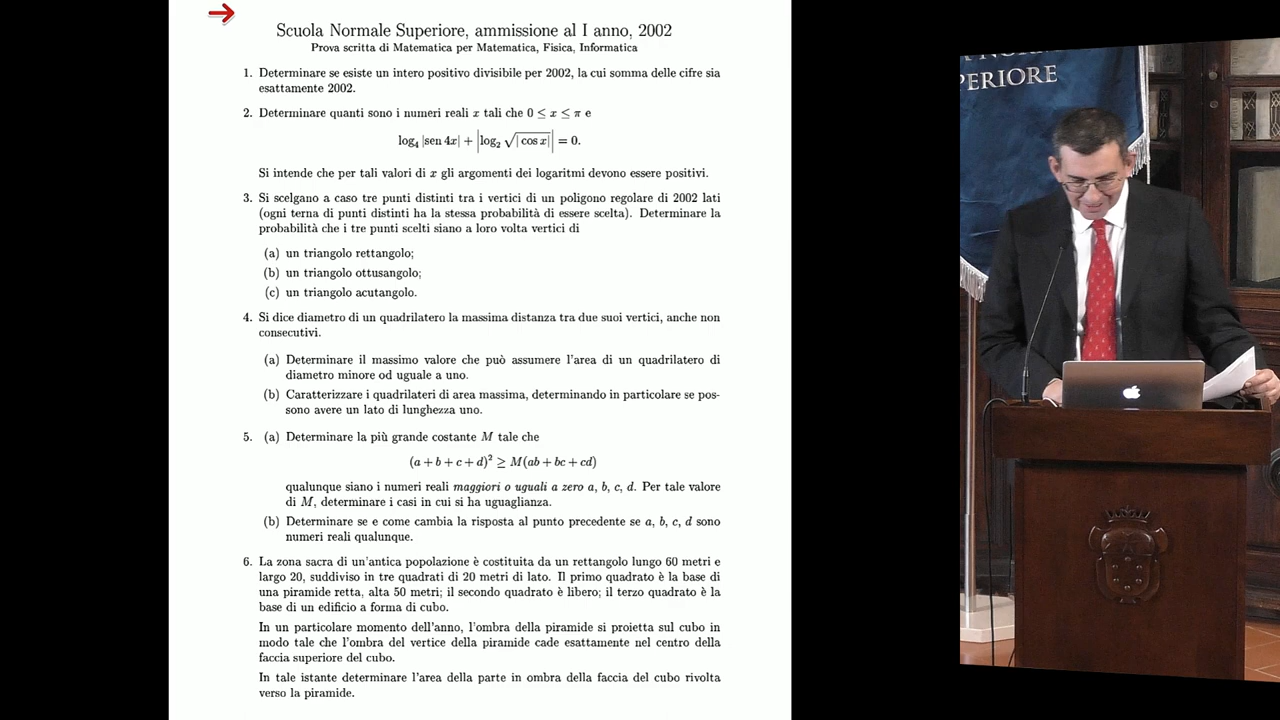 Scuola Normale Superiore, ammissione al I anno, 2002
Prova scritta di Matematica per Matematica, Fisica, Informatica
1. Determinare se esiste un intero positivo divisibile per 2002, la cui somma delle cifre sia
esattamente 2002.
2. Determinare quanti sono i numeri reali x tali che 0 ≤ x ≤ π e
log₄ |sen 4x| + |log₂ √|cos x|| = 0.
Si intende che per tali valori di x gli argomenti dei logaritmi devono essere positivi.
3. Si scelgano a caso tre punti distinti tra i vertici di un poligono regolare di 2002 lati
(ogni terna di punti distinti ha la stessa probabilità di essere scelta). Determinare la
probabilità che i tre punti scelti siano a loro volta vertici di
(a) un triangolo rettangolo;
(b) un triangolo ottusangolo;
(c) un triangolo acutangolo.
4. Si dice diametro di un quadrilatero la massima distanza tra due suoi vertici, anche non
consecutivi.
(a) Determinare il massimo valore che può assumere l'area di un quadrilatero di
diametro minore od uguale a uno.
(b) Caratterizzare i quadrilateri di area massima, determinando in particolare se pos-
sono avere un lato di lunghezza uno.
5. (a) Determinare la più grande costante M tale che
(a + b + c + d)² ≥ M(ab + bc + cd)
qualunque siano i numeri reali maggiori o uguali a zero a, b, c, d. Per tale valore
di M, determinare i casi in cui si ha uguaglianza.
(b) Determinare se e come cambia la risposta al punto precedente se a, b, c, d sono
numeri reali qualunque.
6. La zona sacra di un'antica popolazione è costituita da un rettangolo lungo 60 metri e
largo 20, suddiviso in tre quadrati di 20 metri di lato. Il primo quadrato è la base di
una piramide retta, alta 50 metri; il secondo quadrato è libero; il terzo quadrato è la
base di un edificio a forma di cubo.
In un particolare momento dell'anno, l'ombra della piramide si proietta sul cubo in
modo tale che l'ombra del vertice della piramide cade esattamente nel centro della
faccia superiore del cubo.
In tale istante determinare l'area della parte in ombra della faccia del cubo rivolta
verso la piramide.
PERIORE